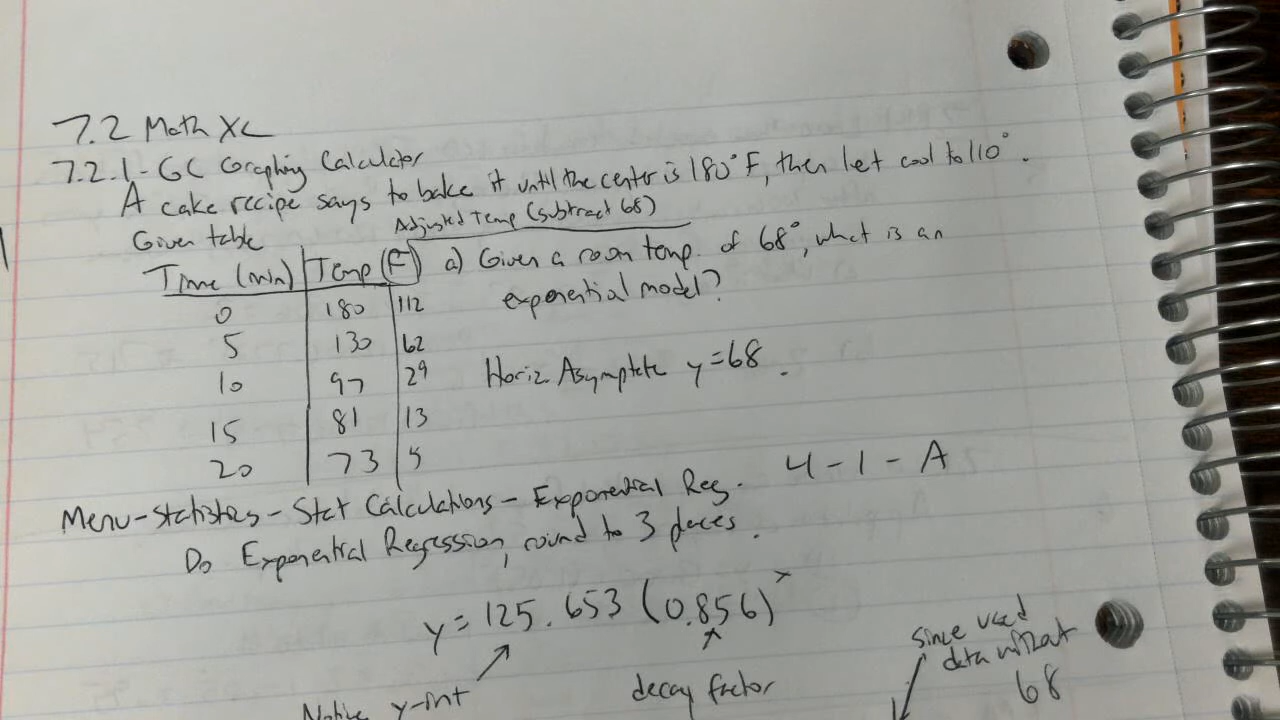 7.2 Math XL
7.2.1 - GC Graphing Calculator
A cake recipe says to bake it until the center is 180° F, then let cool to 110°.
Adjusted Temp (subtract 68)
Given table
Time (min) Temp (F) a) Given a room temp. of 68°, what is an
exponential model?
0 180 112
5 130 62
10 97 29
Horiz. Asymptote y=68.
15 81 13
20 73 5
4-1-A
Menu-Statistics-Stat Calculations-Exponential Reg.
Do Exponential Regression, round to 3 places.
y=125.653(0.856)^x
since used
data without
68
decay factor
y-int